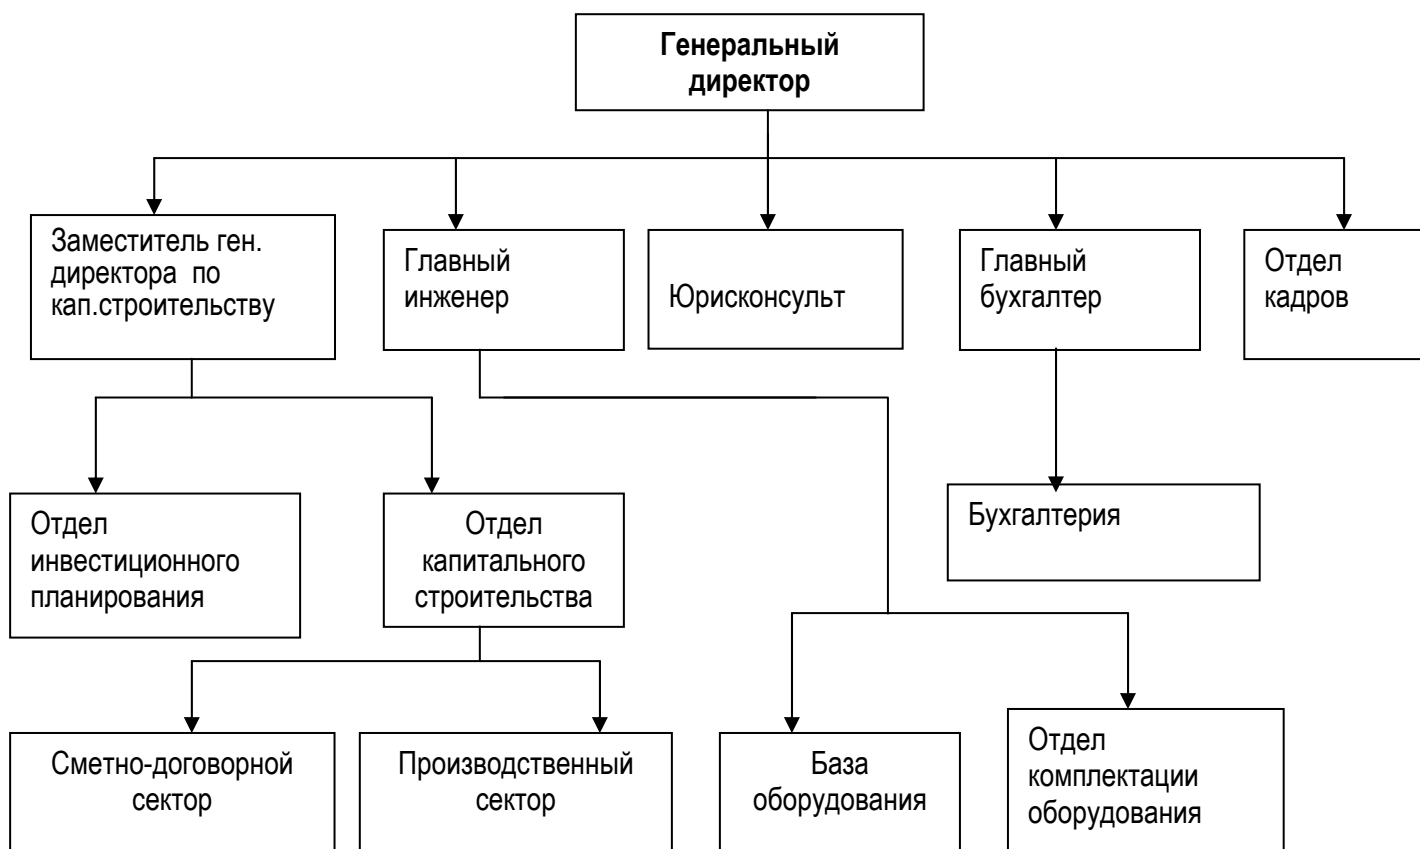 Генеральный
директор
Заместитель ген.
директора по
кап.строительству
Главный
инженер
Юрисконсульт
Главный
бухгалтер
Отдел
кадров
Отдел
инвестиционного
планирования
Отдел
капитального
строительства
Бухгалтерия
Сметно-договорной
сектор
Производственный
сектор
База
оборудования
Отдел
комплектации
оборудования